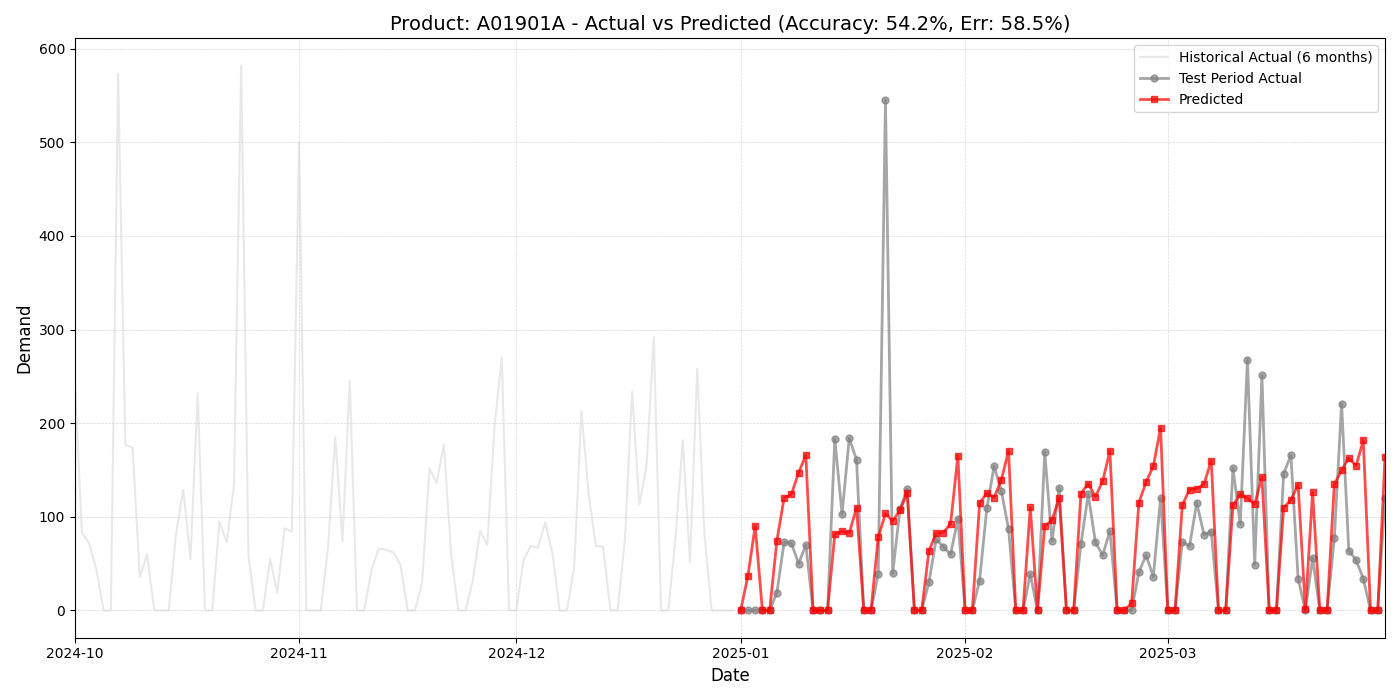 Product: A01901A - Actual vs Predicted (Accuracy: 54.2%, Err: 58.5%)
Historical Actual (6 months)
Test Period Actual
Predicted
Demand
600
500
400
300
200
100
0
2024-10
2024-11
2024-12
2025-01
2025-02
2025-03
Date